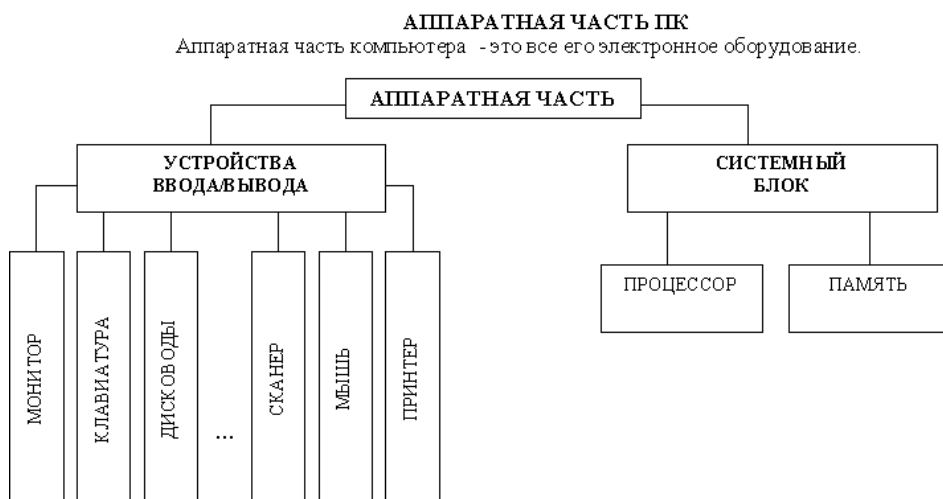 АППАРАТНАЯ ЧАСТЬ ПК
Аппаратная часть компьютера - это все его электронное оборудование.
АППАРАТНАЯ ЧАСТЬ
УСТРОЙСТВА
ВВОДА/ВЫВОДА
СИСТЕМНЫЙ
БЛОК
МОНИТОР
КЛАВИАТУРА
ДИСКОВОДЫ
...
СКАНЕР
МЫШЬ
ПРИНТЕР
ПРОЦЕССОР
ПАМЯТЬ